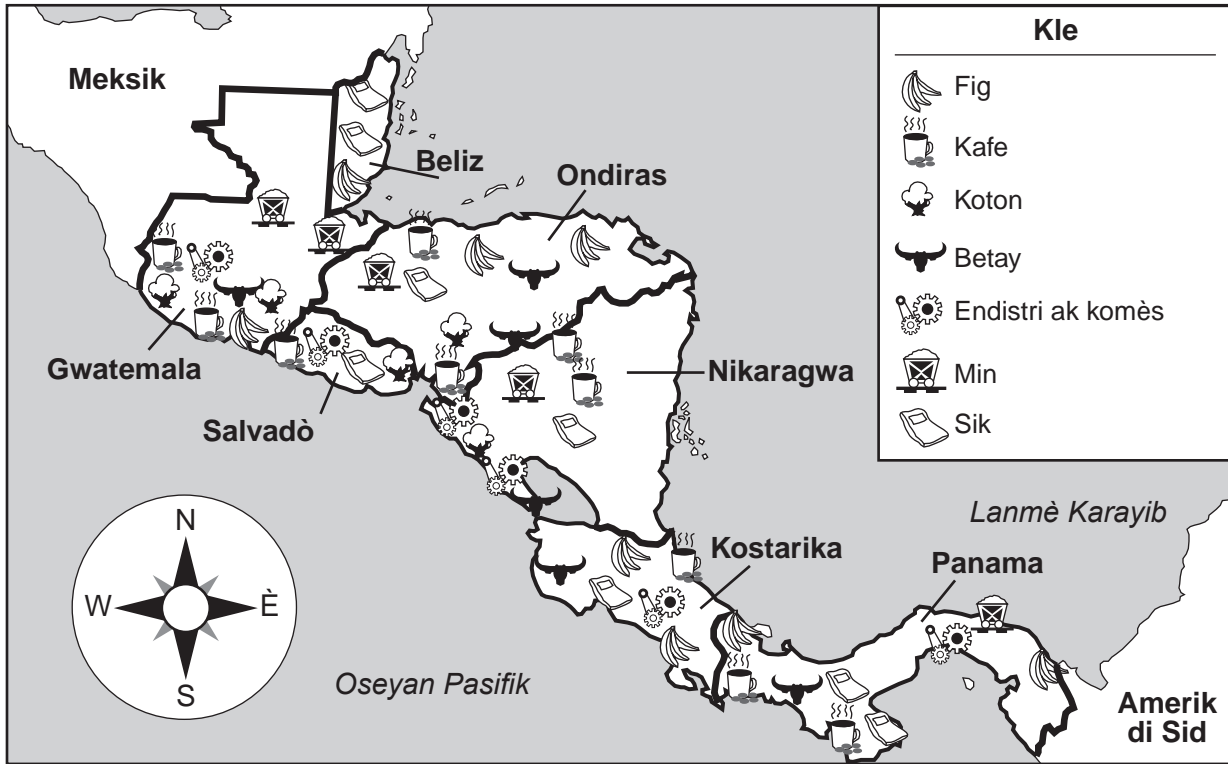 Meksik
Beliz
Ondiras
Gwatemala
Salvadò
Nikaragwa
Kostarika
Panama
Lanmè Karayib
Oseyan Pasifik
Amerik
di Sid
N
W
È
S
Kle
Fig
Kafe
Koton
Betay
Endistri ak komès
Min
Sik